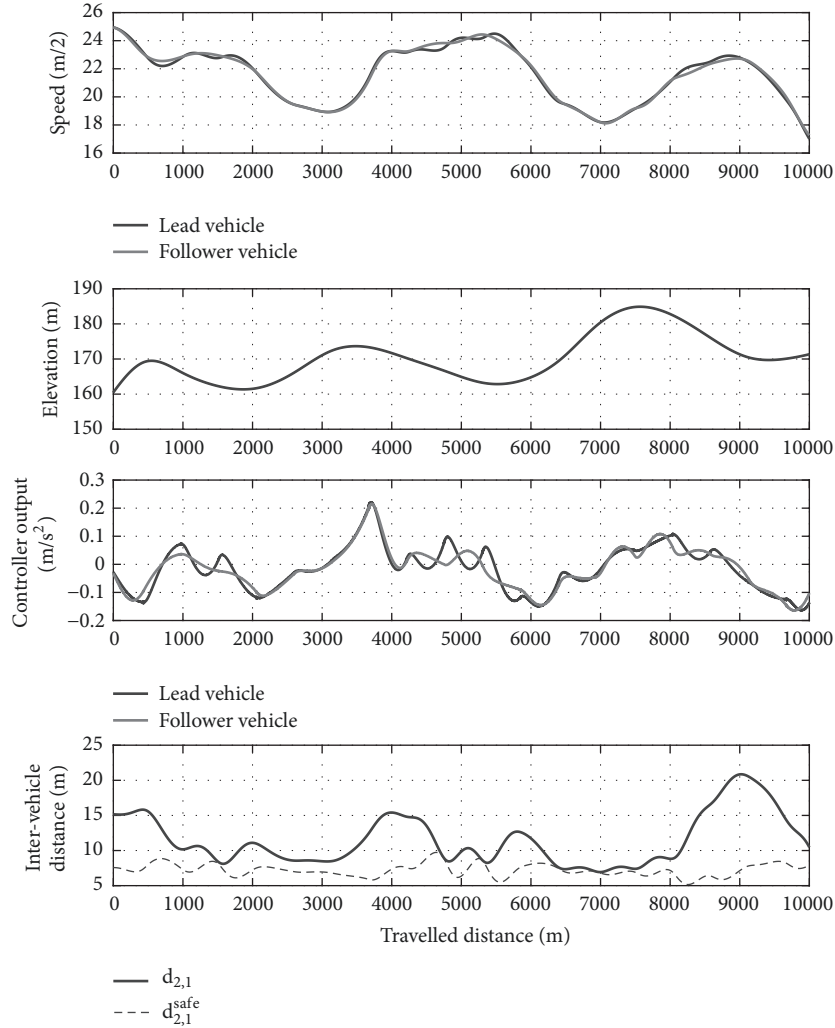 Speed (m/2)
26
24
22
20
18
16
0 1000 2000 3000 4000 5000 6000 7000 8000 9000 10000
Lead vehicle
Follower vehicle
Elevation (m)
190
180
170
160
150
0 1000 2000 3000 4000 5000 6000 7000 8000 9000 10000
Controller output
(m/s²)
0.3
0.2
0.1
0
−0.1
−0.2
0 1000 2000 3000 4000 5000 6000 7000 8000 9000 10000
Lead vehicle
Follower vehicle
Inter-vehicle
distance (m)
25
20
15
10
5
0 1000 2000 3000 4000 5000 6000 7000 8000 9000 10000
Travelled distance (m)
d2,1
d2,1 safe